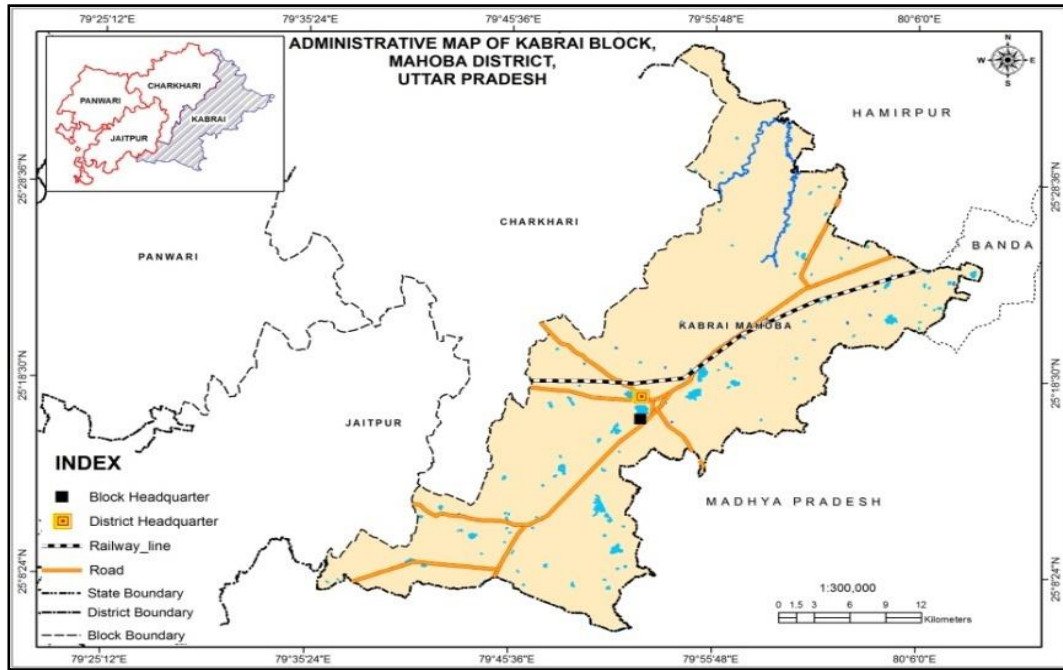 79°25'12"E 79°35'24"E 79°45'36"E 79°55'48"E 80°6'0"E
ADMINISTRATIVE MAP OF KABRAI BLOCK,
MAHOBA DISTRICT,
UTTAR PRADESH
N
W E
S
CHARKHARI
PANWARI
KABRAI
JAITPUR
HAMIRPUR
25°28'36"N 25°28'36"N
CHARKHARI
BANDA
PANWARI
KABRAI MAHOBA
25°18'30"N 25°18'30"N
JAITPUR
INDEX
Block Headquarter
District Headquarter
Railway_line
Road
State Boundary
District Boundary
Block Boundary
MADHYA PRADESH
25°8'24"N 25°8'24"N
1:300,000
0 1.5 3 6 9 12
Kilometers
79°25'12"E 79°35'24"E 79°45'36"E 79°55'48"E 80°6'0"E